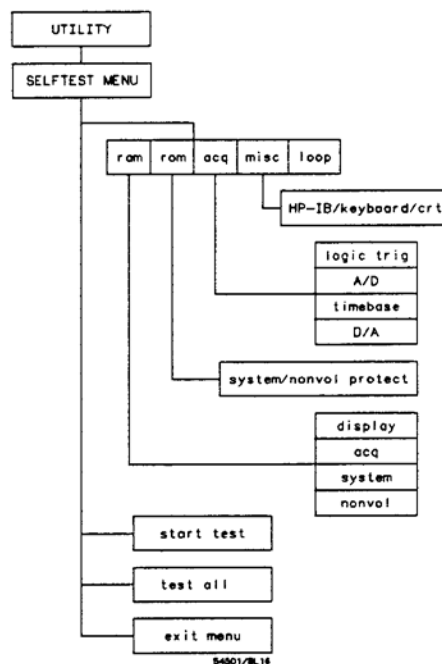 UTILITY
SELFTEST MENU
ram rom acq misc loop
HP-IB/keyboard/crt
logic trig
A/D
timebase
D/A
system/nonvol protect
display
acq
system
nonvol
start test
test all
exit menu
54501/BL16